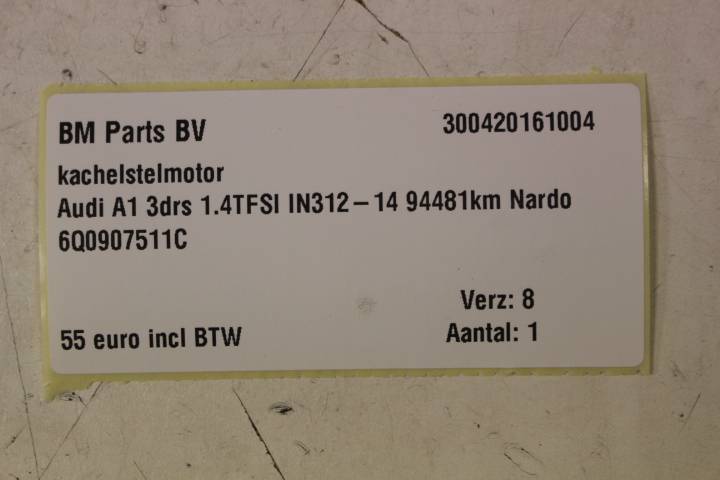 BM Parts BV 300420161004
kachelstelmotor
Audi A1 3drs 1.4TFSI IN312-14 94481km Nardo
6Q0907511C
Verz: 8
55 euro incl BTW Aantal: 1